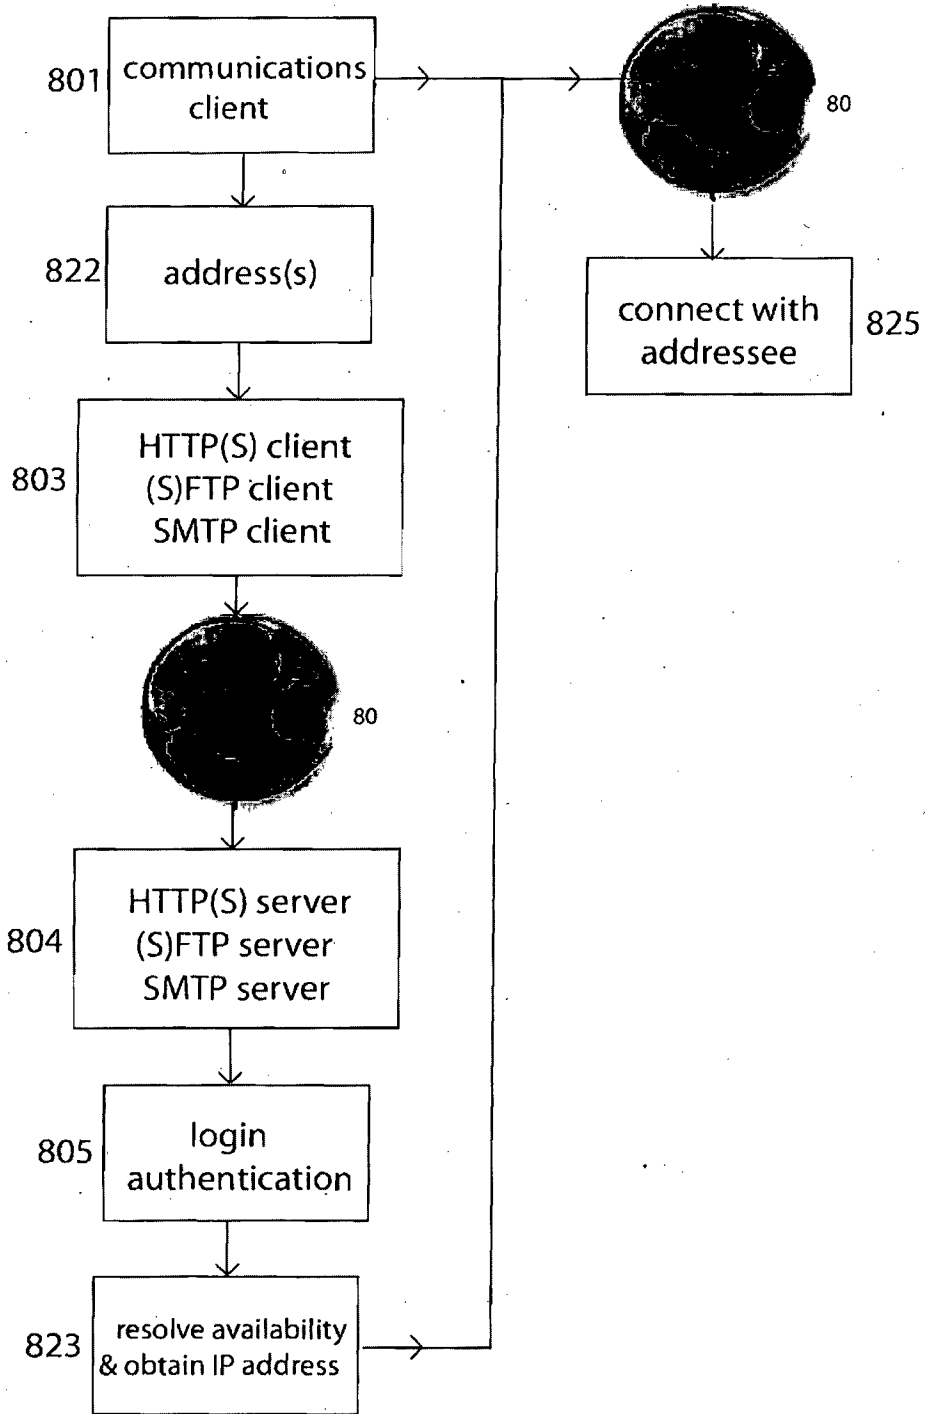 801
communications
client
80
822
address(s)
connect with
addressee
825
803
HTTP(S) client
(S)FTP client
SMTP client
80
804
HTTP(S) server
(S)FTP server
SMTP server
805
login
authentication
823
resolve availability
& obtain IP address